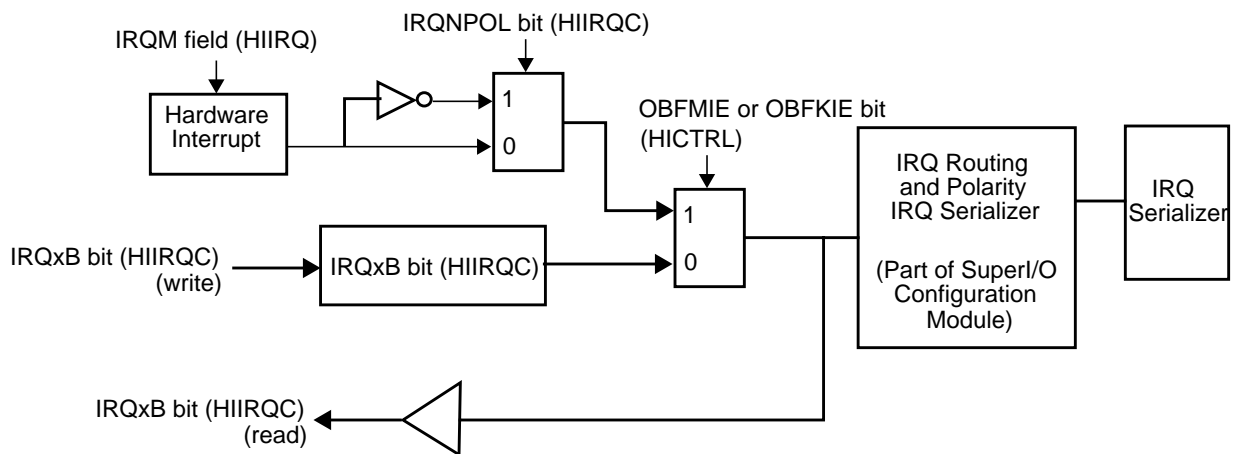 IRQNPOL bit (HIIRQC)
IRQM field (HIIRQ)
Hardware
Interrupt
1
0
OBFMIE or OBFKIE bit
(HICTRL)
1
0
IRQ Routing
and Polarity
IRQ Serializer
(Part of SuperI/O
Configuration
Module)
IRQ
Serializer
IRQxB bit (HIIRQC)
(write)
IRQxB bit (HIIRQC)
IRQxB bit (HIIRQC)
(read)